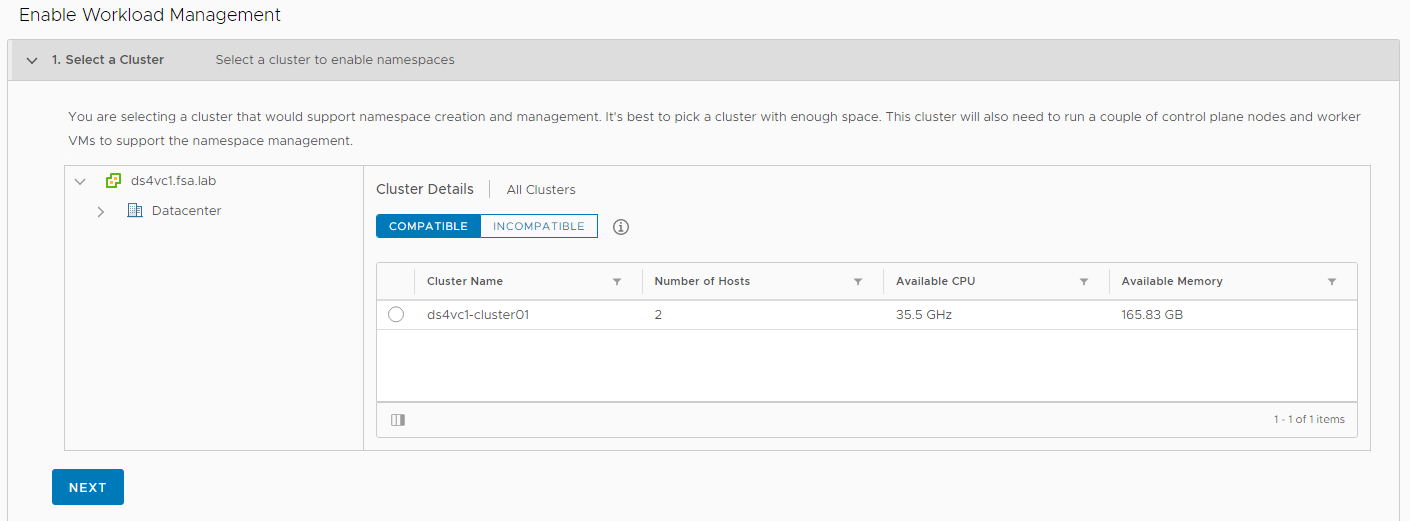 Enable Workload Management
1. Select a Cluster
Select a cluster to enable namespaces
You are selecting a cluster that would support namespace creation and management. It's best to pick a cluster with enough space. This cluster will also need to run a couple of control plane nodes and worker
VMs to support the namespace management.
ds4vc1.fsa.lab
Datacenter
Cluster Details
All Clusters
COMPATIBLE
INCOMPATIBLE
Cluster Name
Number of Hosts
Available CPU
Available Memory
ds4vc1-cluster01
2
35.5 GHz
165.83 GB
1 - 1 of 1 items
NEXT